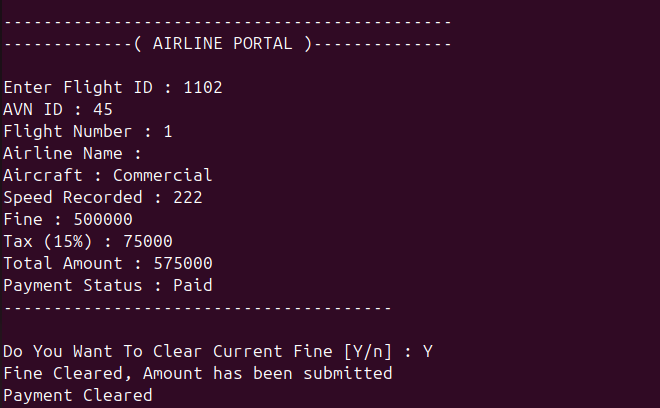 ---------------------------------------------
-------------( AIRLINE PORTAL )--------------
Enter Flight ID : 1102
AVN ID : 45
Flight Number : 1
Airline Name :
Aircraft : Commercial
Speed Recorded : 222
Fine : 500000
Tax (15%) : 75000
Total Amount : 575000
Payment Status : Paid
---------------------------------------
Do You Want To Clear Current Fine [Y/n] : Y
Fine Cleared, Amount has been submitted
Payment Cleared